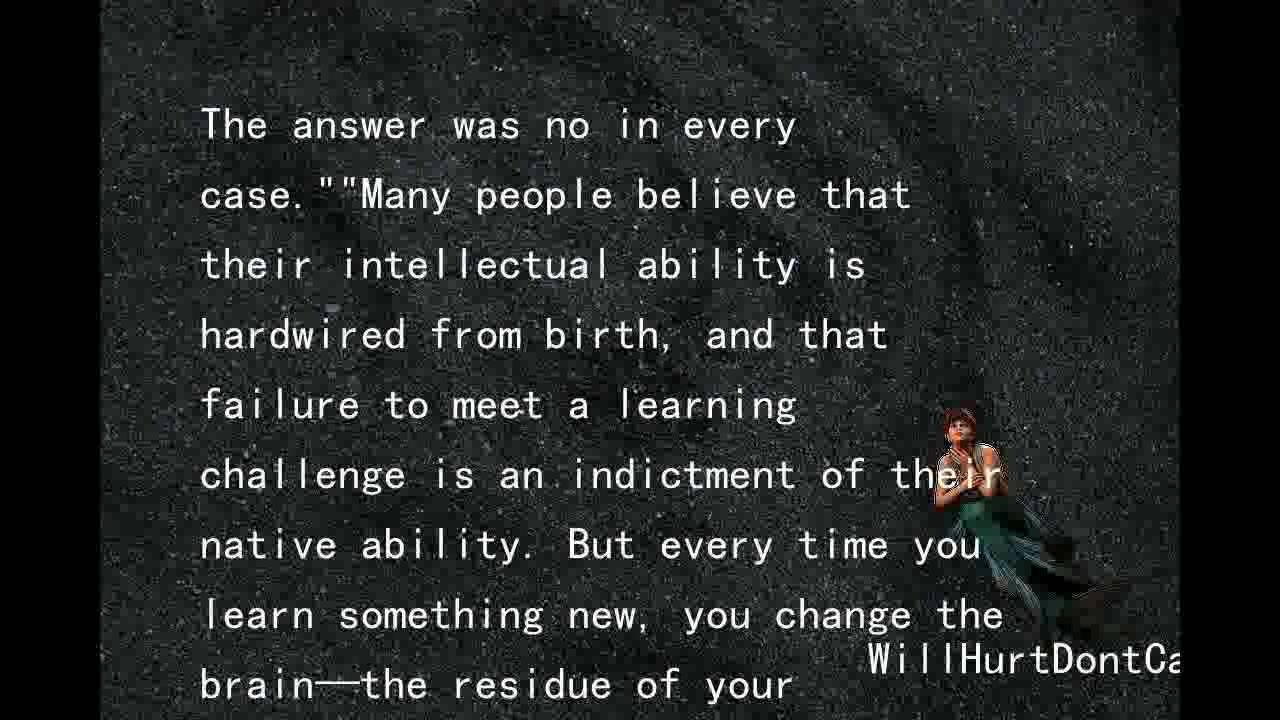 The answer was no in every
case.""Many people believe that
their intellectual ability is
hardwired from birth, and that
failure to meet a learning
challenge is an indictment of their
native ability. But every time you
learn something new, you change the
WillHurtDontCa
brain—the residue of your